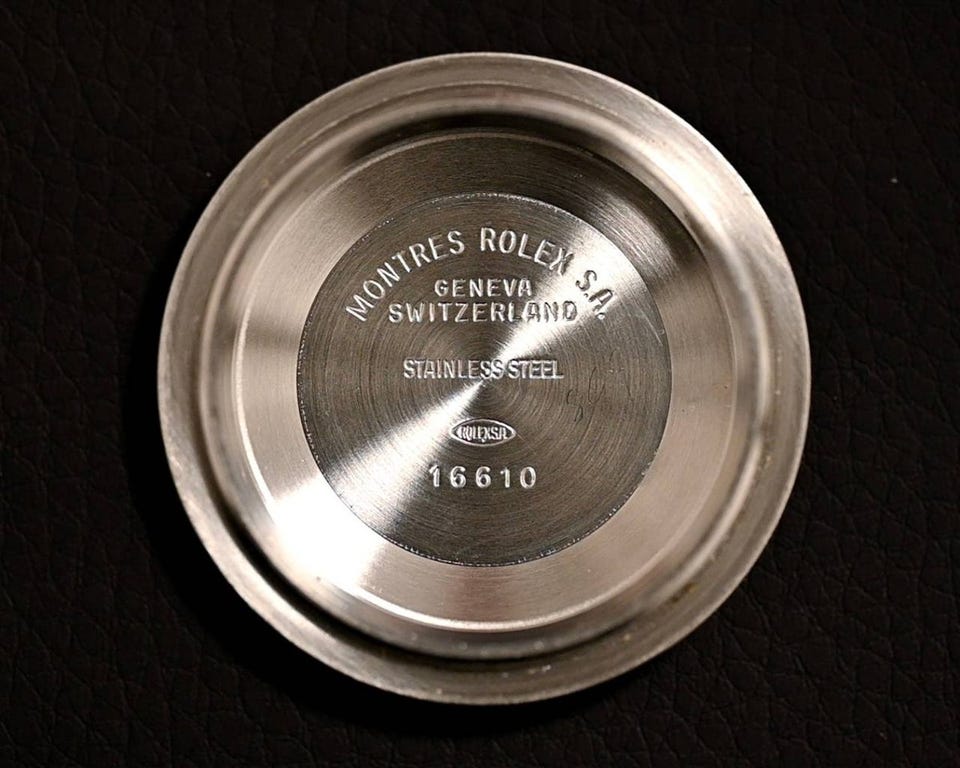 MONTRES ROLEX S.A.
GENEVA
SWITZERLAND
STAINLESS STEEL
ROLEXSA
16610